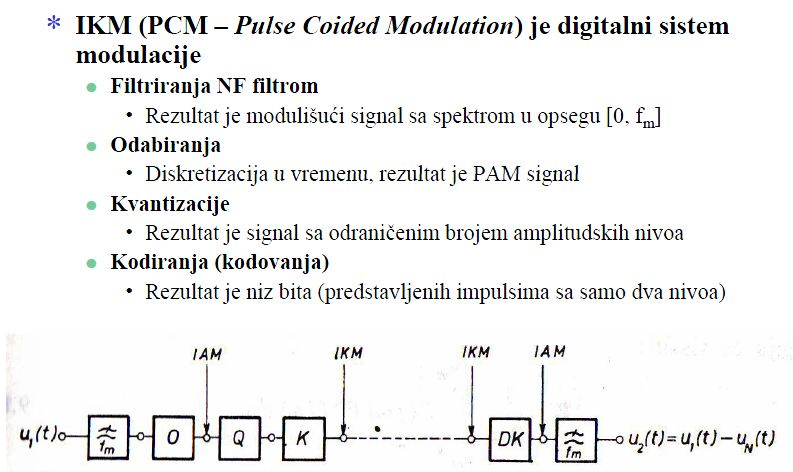 * IKM (PCM – Pulse Coided Modulation) je digitalni sistem
modulacije
• Filtriranja NF filtrom
• Rezultat je modulišući signal sa spektrom u opsegu [0, fm]
• Odabiranja
• Diskretizacija u vremenu, rezultat je PAM signal
• Kvantizacije
• Rezultat je signal sa odraničenim brojem amplitudskih nivoa
• Kodiranja (kodovanja)
• Rezultat je niz bita (predstavljenih impulsima sa samo dva nivoa)
IAM IKM IKM IAM
u₁(t) fm O Q K DK fm u₂(t)=u₁(t)−u_N(t)